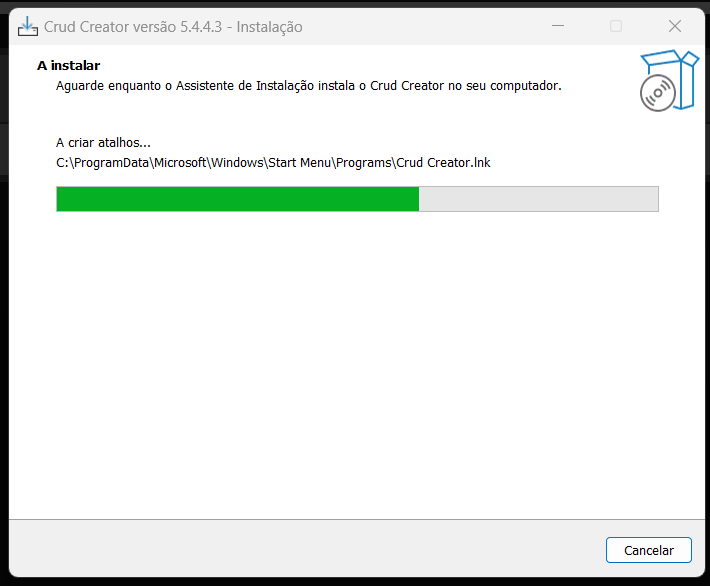 Crud Creator versão 5.4.4.3 - Instalação
A instalar
Aguarde enquanto o Assistente de Instalação instala o Crud Creator no seu computador.
A criar atalhos...
C:\ProgramData\Microsoft\Windows\Start Menu\Programs\Crud Creator.lnk
Cancelar